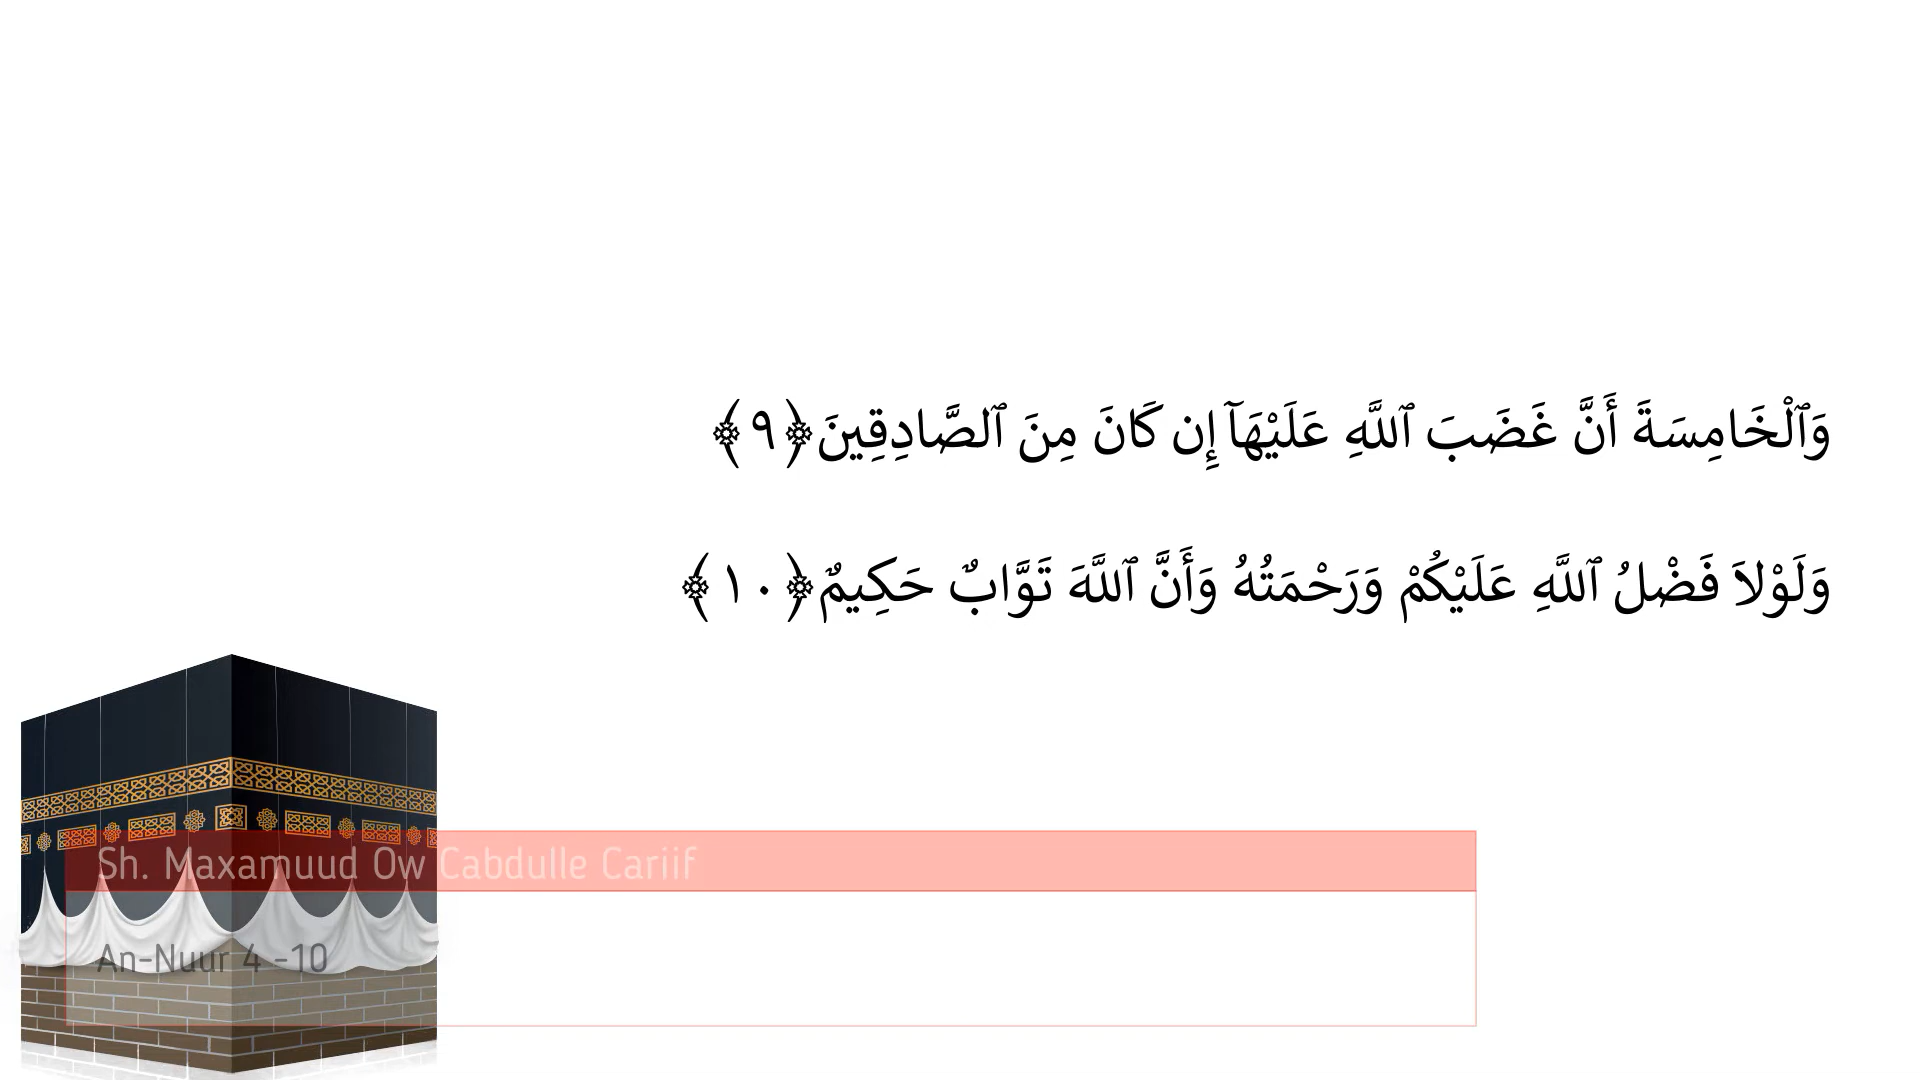 وَٱلْخَامِسَةَ أَنَّ غَضَبَ ٱللَّهِ عَلَيْهَآ إِن كَانَ مِنَ ٱلصَّادِقِينَ ﴿٩﴾
وَلَوْلاَ فَضْلُ ٱللَّهِ عَلَيْكُمْ وَرَحْمَتُهُ وَأَنَّ ٱللَّهَ تَوَّابٌ حَكِيمٌ ﴿١٠﴾
Sh. Maxamuud Ow Cabdulle Cariif
An-Nuur 4 -10